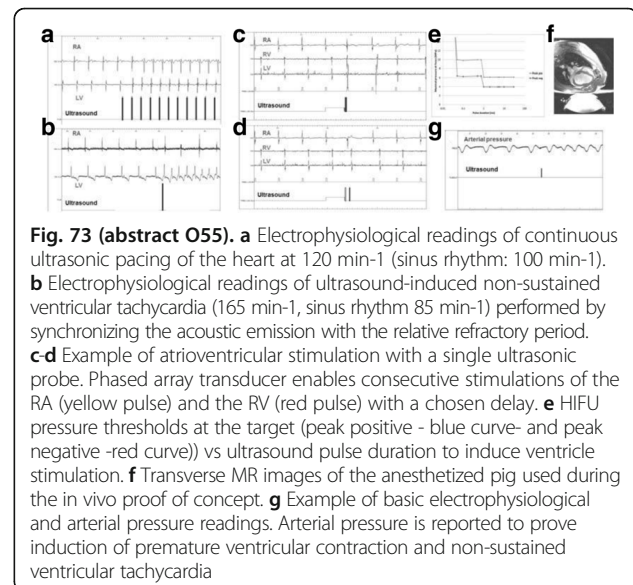 a
RA
LV
Ultrasound
b
RA
LV
Ultrasound
c
RA
RV
LV
Ultrasound
d
RA
RV
LV
Ultrasound
e
f
g
Arterial pressure
Ultrasound
Fig. 73 (abstract O55). a Electrophysiological readings of continuous
ultrasonic pacing of the heart at 120 min-1 (sinus rhythm: 100 min-1).
b Electrophysiological readings of ultrasound-induced non-sustained
ventricular tachycardia (165 min-1, sinus rhythm 85 min-1) performed by
synchronizing the acoustic emission with the relative refractory period.
c-d Example of atrioventricular stimulation with a single ultrasonic
probe. Phased array transducer enables consecutive stimulations of the
RA (yellow pulse) and the RV (red pulse) with a chosen delay. e HIFU
pressure thresholds at the target (peak positive - blue curve- and peak
negative -red curve)) vs ultrasound pulse duration to induce ventricle
stimulation. f Transverse MR images of the anesthetized pig used during
the in vivo proof of concept. g Example of basic electrophysiological
and arterial pressure readings. Arterial pressure is reported to prove
induction of premature ventricular contraction and non-sustained
ventricular tachycardia